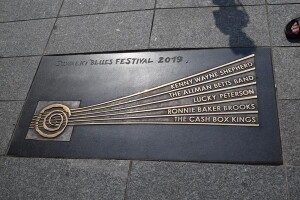 SUWAŁKI BLUES FESTIVAL 2019
KENNY WAYNE SHEPHERD
THE ALLMAN BETTS BAND
LUCKY PETERSON
RONNIE BAKER BROOKS
THE CASH BOX KINGS